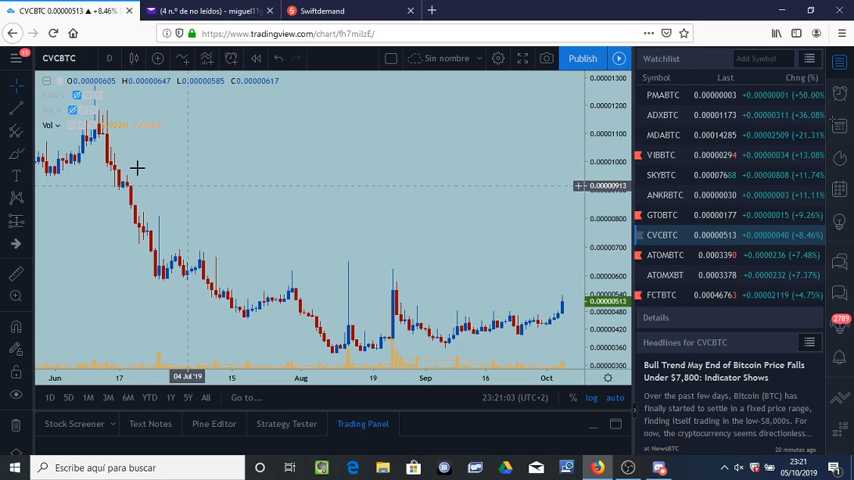 CVCBTC 0.00000513 ▲ +8.46%
(4 n.º de no leídos) - miguel11
Swiftdemand
https://www.tradingview.com/chart/fh7miIzE/
CVCBTC
D
Sin nombre
Publish
11
O0.00000605 H0.00000647 L0.00000585 C0.00000617
Vol
0.00001300
0.00001200
0.00001100
0.00001000
0.00000913
0.00000800
0.00000700
0.00000600
0.00000540
0.00000513
0.00000480
0.00000420
0.00000360
0.00000300
Jun
17
04 Jul '19
15
Aug
19
Sep
16
Oct
1D 5D 1M 3M 6M YTD 1Y 5Y All Go to...
23:21:03 (UTC+2) % log auto
Stock Screener Text Notes Pine Editor Strategy Tester Trading Panel
Watchlist
Add Symbol
Symbol Last Chg (%)
PMABTC 0.00000003 +0.00000001 (+50.00%
ADXBTC 0.00001173 +0.00000311 (+36.08%
MDABTC 0.00014285 +0.00002509 (+21.31%
VIBBTC 0.00000294 +0.00000034 (+13.08%
SKYBTC 0.00007688 +0.00000808 (+11.74%
ANKRBTC 0.00000030 +0.00000003 (+11.11%
GTOBTC 0.00000177 +0.00000015 (+9.26%)
CVCBTC 0.00000513 +0.00000040 (+8.46%)
ATOMBTC 0.0003390 +0.0000236 (+7.48%)
ATOMXBT 0.0003378 +0.0000232 (+7.37%)
FCTBTC 0.00046763 +0.00002119 (+4.75%)
Details
Headlines for CVCBTC
Bull Trend May End of Bitcoin Price Falls
Under $7,800: Indicator Shows
Over the past few days, Bitcoin (BTC) has
finally started to settle in a fixed price range,
finding itself trading in the low-$8,000s. For
now, the cryptocurrency seems directionless...
at NewsBTC
20 minutes ago
2789
Escribe aquí para buscar
23:21
05/10/2019